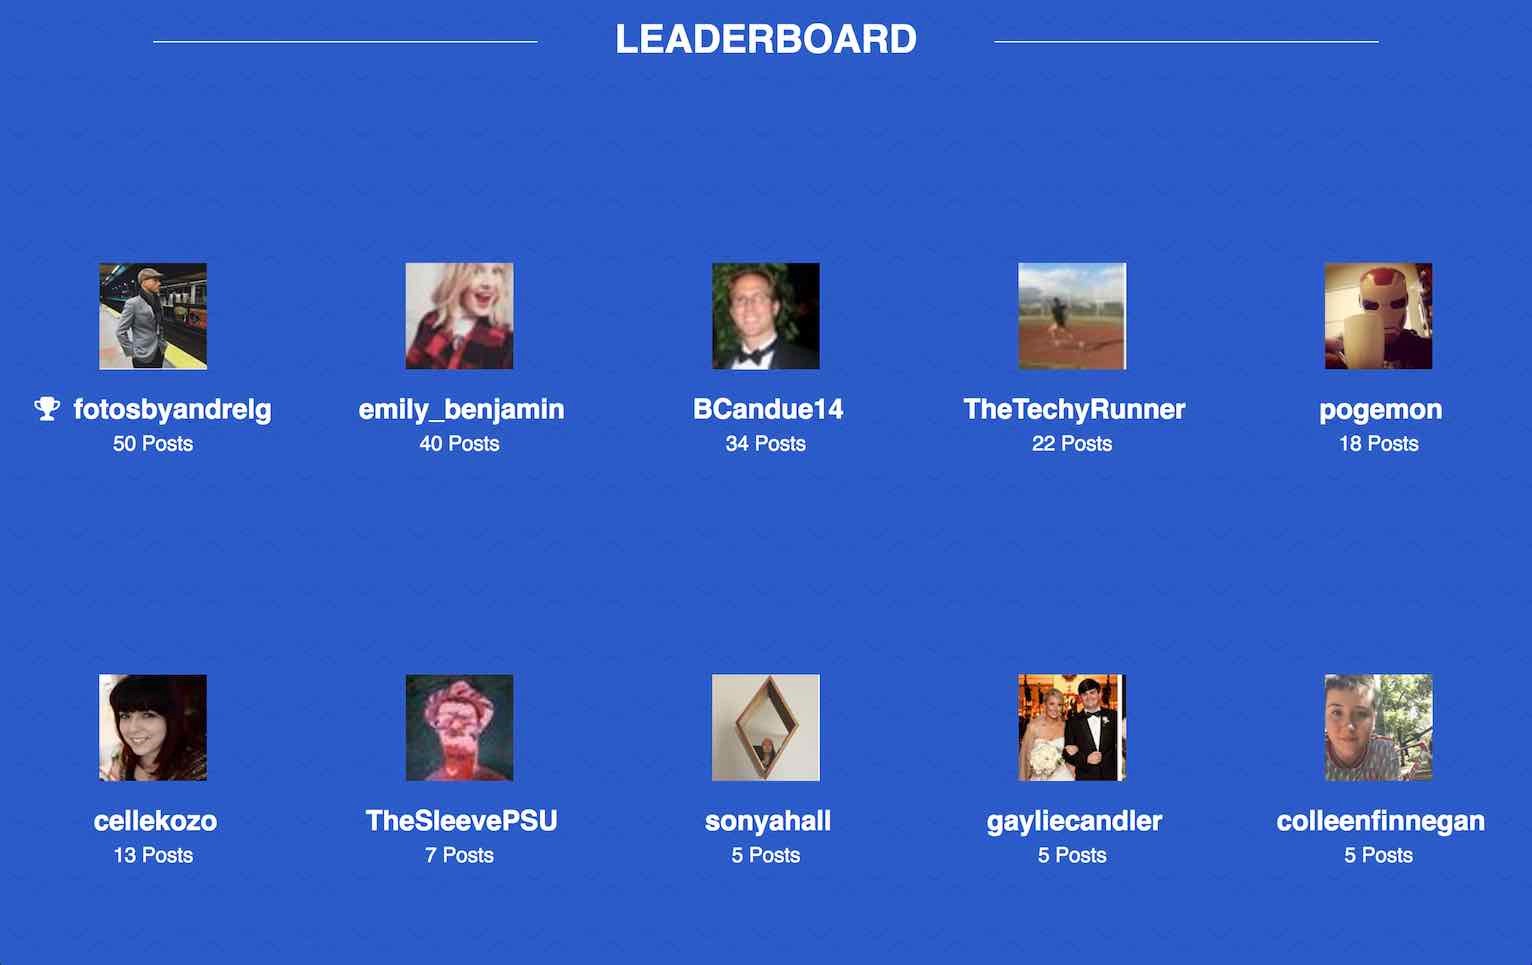 LEADERBOARD
fotosbyandrelg
50 Posts
emily_benjamin
40 Posts
BCandue14
34 Posts
TheTechyRunner
22 Posts
pogemon
18 Posts
cellekozo
13 Posts
TheSleevePSU
7 Posts
sonyahall
5 Posts
gayliecandler
5 Posts
colleenfinnegan
5 Posts